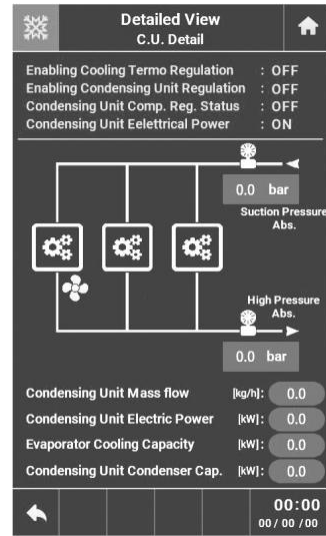 Detailed View
C.U. Detail
Enabling Cooling Termo Regulation : OFF
Enabling Condensing Unit Regulation : OFF
Condensing Unit Comp. Reg. Status : OFF
Condensing Unit Eelettrical Power : ON
0.0 bar
Suction Pressure
Abs.
High Pressure
Abs.
0.0 bar
Condensing Unit Mass flow [kg/h]: 0.0
Condensing Unit Electric Power [kW]: 0.0
Evaporator Cooling Capacity [kW]: 0.0
Condensing Unit Condenser Cap. [kW]: 0.0
00:00
00/ 00 /00